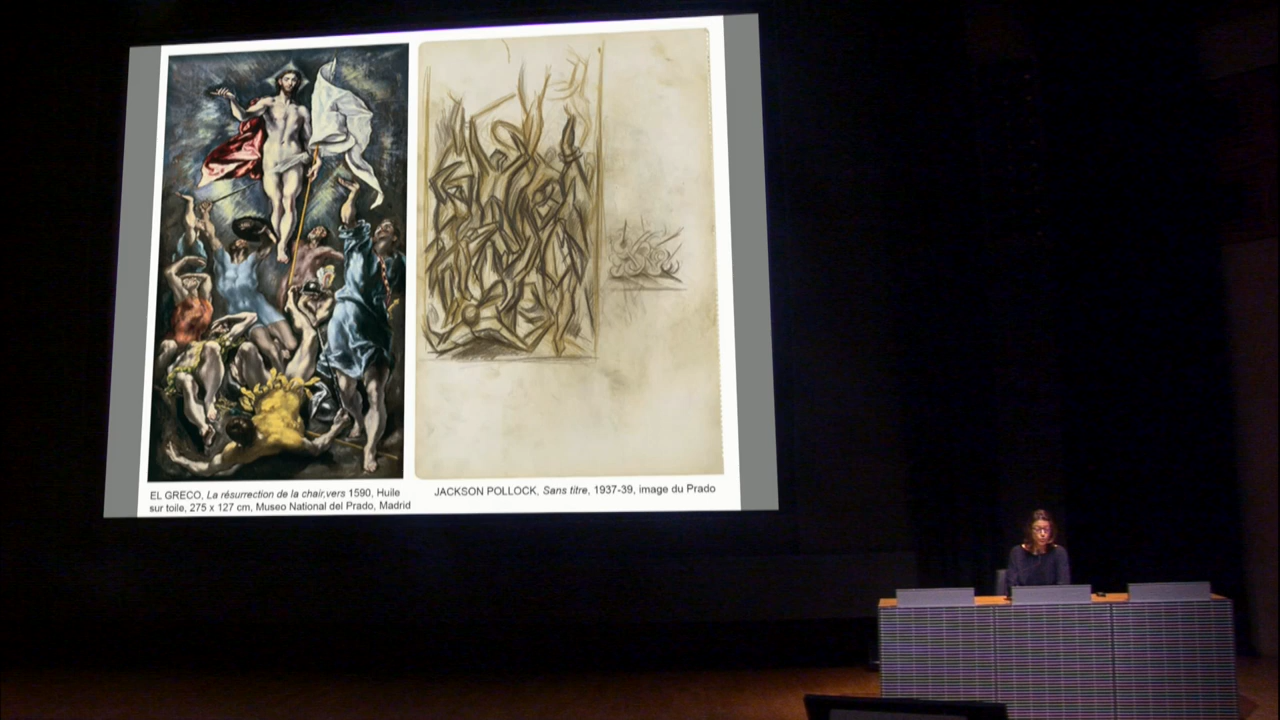 EL GRECO, La résurrection de la chair,vers 1590, Huile
sur toile, 275 x 127 cm, Museo National del Prado, Madrid
JACKSON POLLOCK, Sans titre, 1937-39, image du Prado